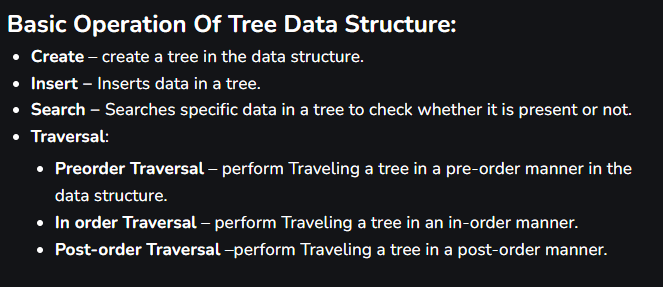 Basic Operation Of Tree Data Structure:
• Create – create a tree in the data structure.
• Insert – Inserts data in a tree.
• Search – Searches specific data in a tree to check whether it is present or not.
• Traversal:
• Preorder Traversal – perform Traveling a tree in a pre-order manner in the
data structure.
• In order Traversal – perform Traveling a tree in an in-order manner.
• Post-order Traversal –perform Traveling a tree in a post-order manner.